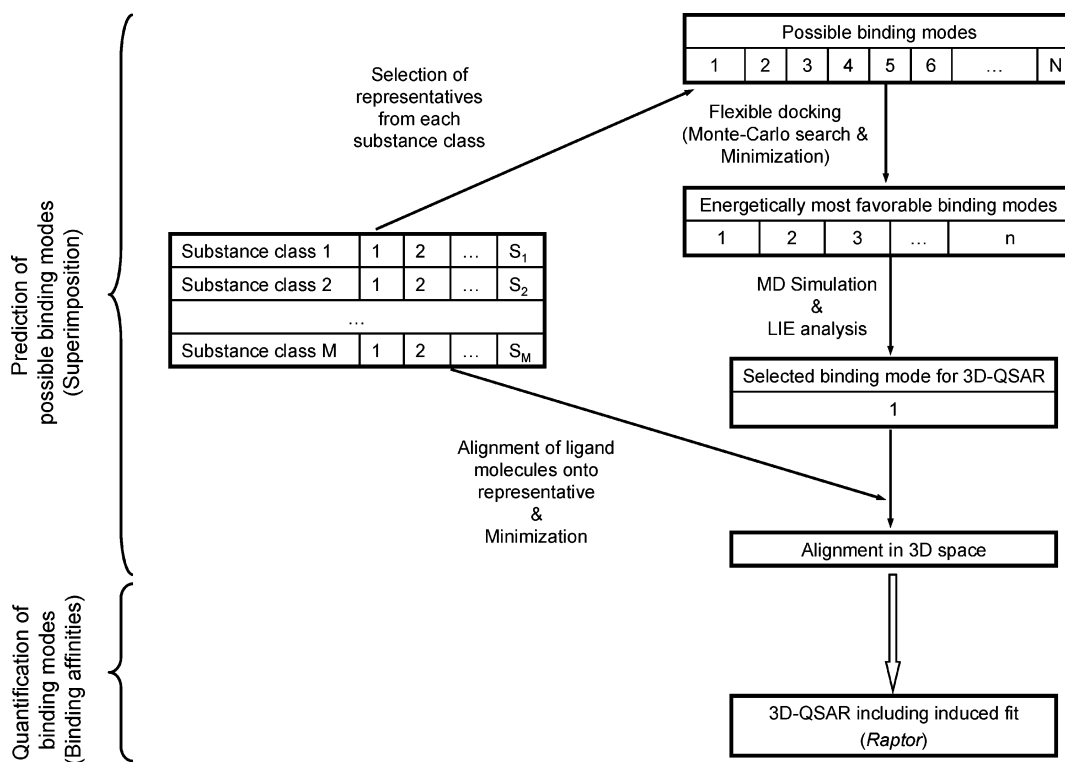 Possible binding modes
1 2 3 4 5 6 … N
Selection of
representatives
from each
substance class
Flexible docking
(Monte-Carlo search &
Minimization)
Energetically most favorable binding modes
1 2 3 … n
Substance class 1 1 2 … S1
Substance class 2 1 2 … S2
…
Substance class M 1 2 … SM
MD Simulation
&
LIE analysis
Selected binding mode for 3D-QSAR
1
Alignment of ligand
molecules onto
representative
&
Minimization
Alignment in 3D space
3D-QSAR including induced fit
(Raptor)
Prediction of
possible binding modes
(Superimposition)
Quantification of
binding modes
(Binding affinities)